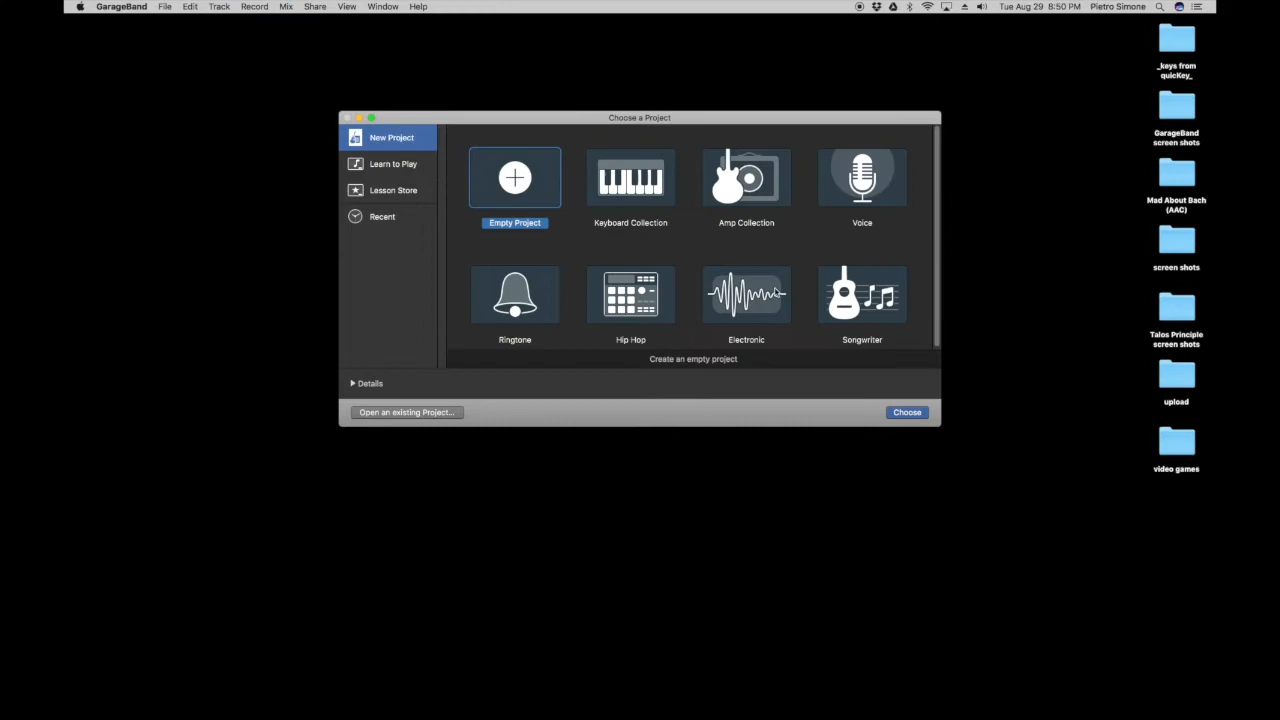 GarageBand File Edit Track Record Mix Share View Window Help Tue Aug 29 8:50 PM Pietro Simone
Choose a Project
New Project
Learn to Play
Lesson Store
Recent
Empty Project Keyboard Collection Amp Collection Voice
Ringtone Hip Hop Electronic Songwriter
Create an empty project
Details
Open an existing Project... Choose
_keys from
quicKey_
GarageBand
screen shots
Mad About Bach
(AAC)
screen shots
Talos Principle
screen shots
upload
video games